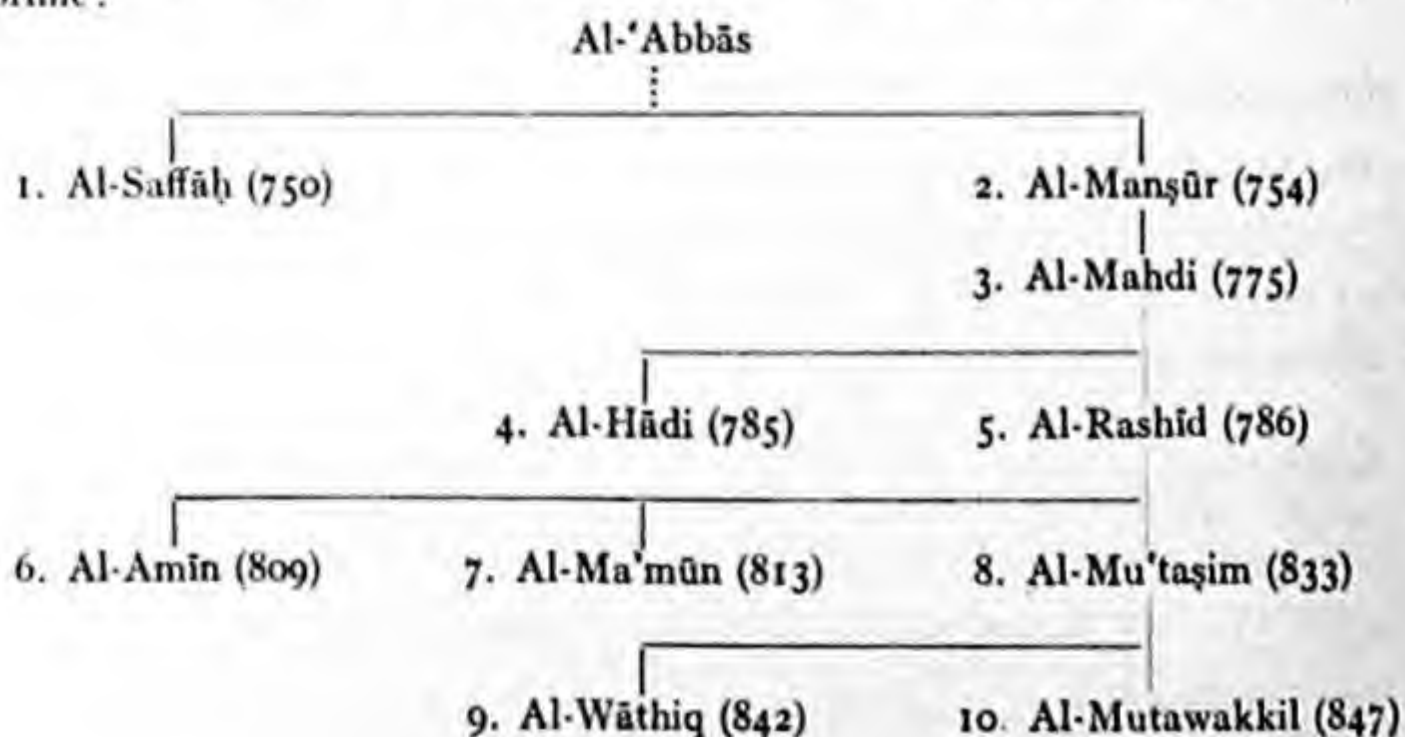 Al-‘Abbās
1. Al-Saffāḥ (750) 2. Al-Manṣūr (754)
3. Al-Mahdi (775)
4. Al-Hādi (785) 5. Al-Rashīd (786)
6. Al-Amīn (809) 7. Al-Ma’mūn (813) 8. Al-Mu‘taṣim (833)
9. Al-Wāthiq (842) 10. Al-Mutawakkil (847)